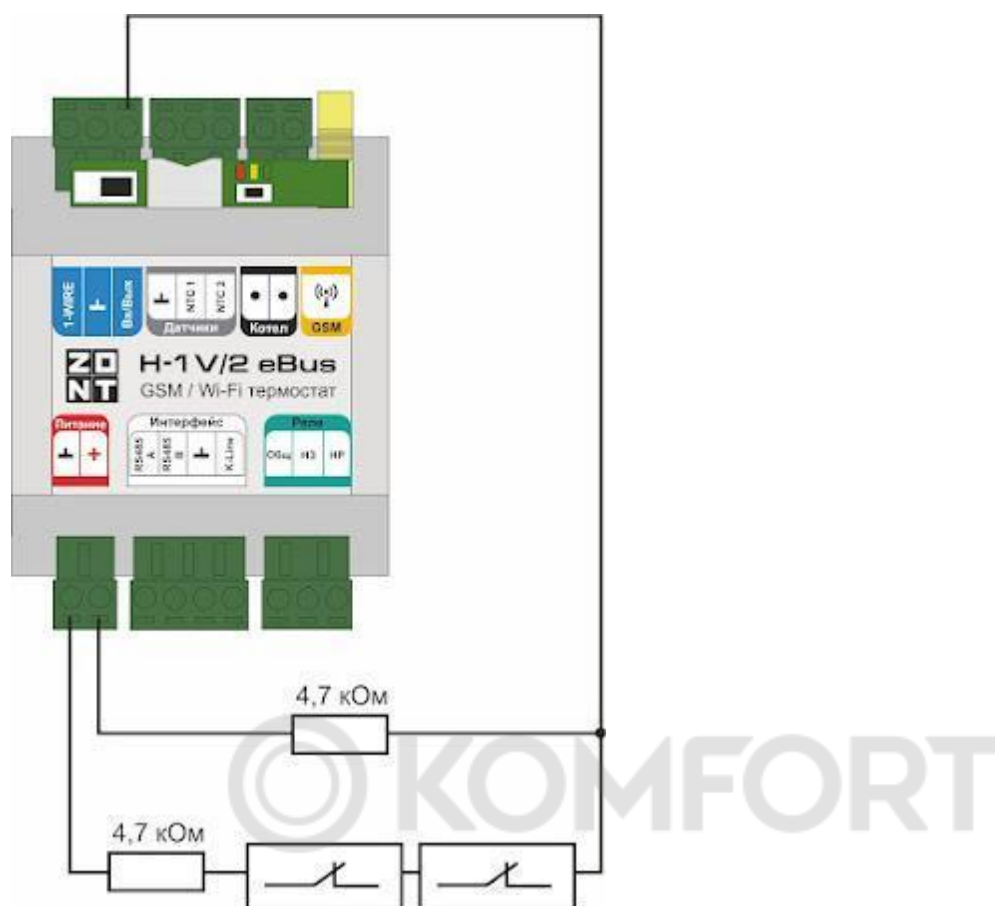 1-WIRE
Вх/Вых
NTC 1
NTC 2
Датчики
Котел
GSM
ZONT
H-1 V/2 eBus
GSM / Wi-Fi термостат
Питание
+
Интерфейс
RS485 A
RS485 B
K-Line
Реле
Общ
НЗ
НР
4,7 кОм
4,7 кОм
KOMFORT